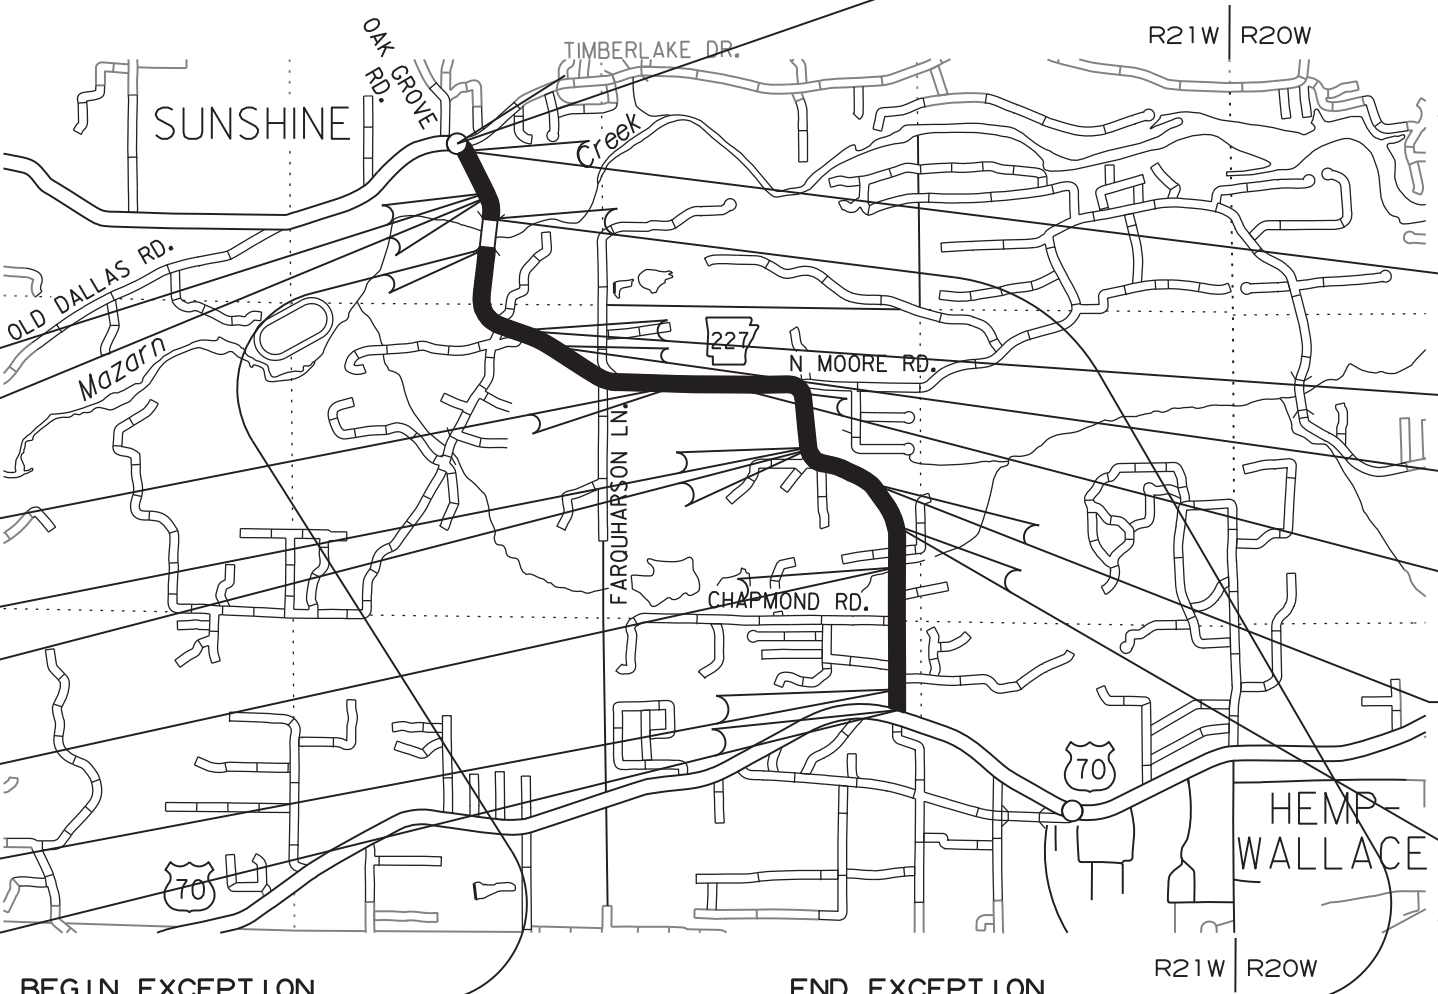 R21W R20W
OAK GROVE
RD.
TIMBERLAKE DR.
SUNSHINE
Creek
OLD DALLAS RD.
Mazarn
227
N MOORE RD.
FARQUHARSON LN.
CHAPMOND RD.
70
HEMP-
WALLACE
70
R21W R20W
BEGIN EXCEPTION
END EXCEPTION